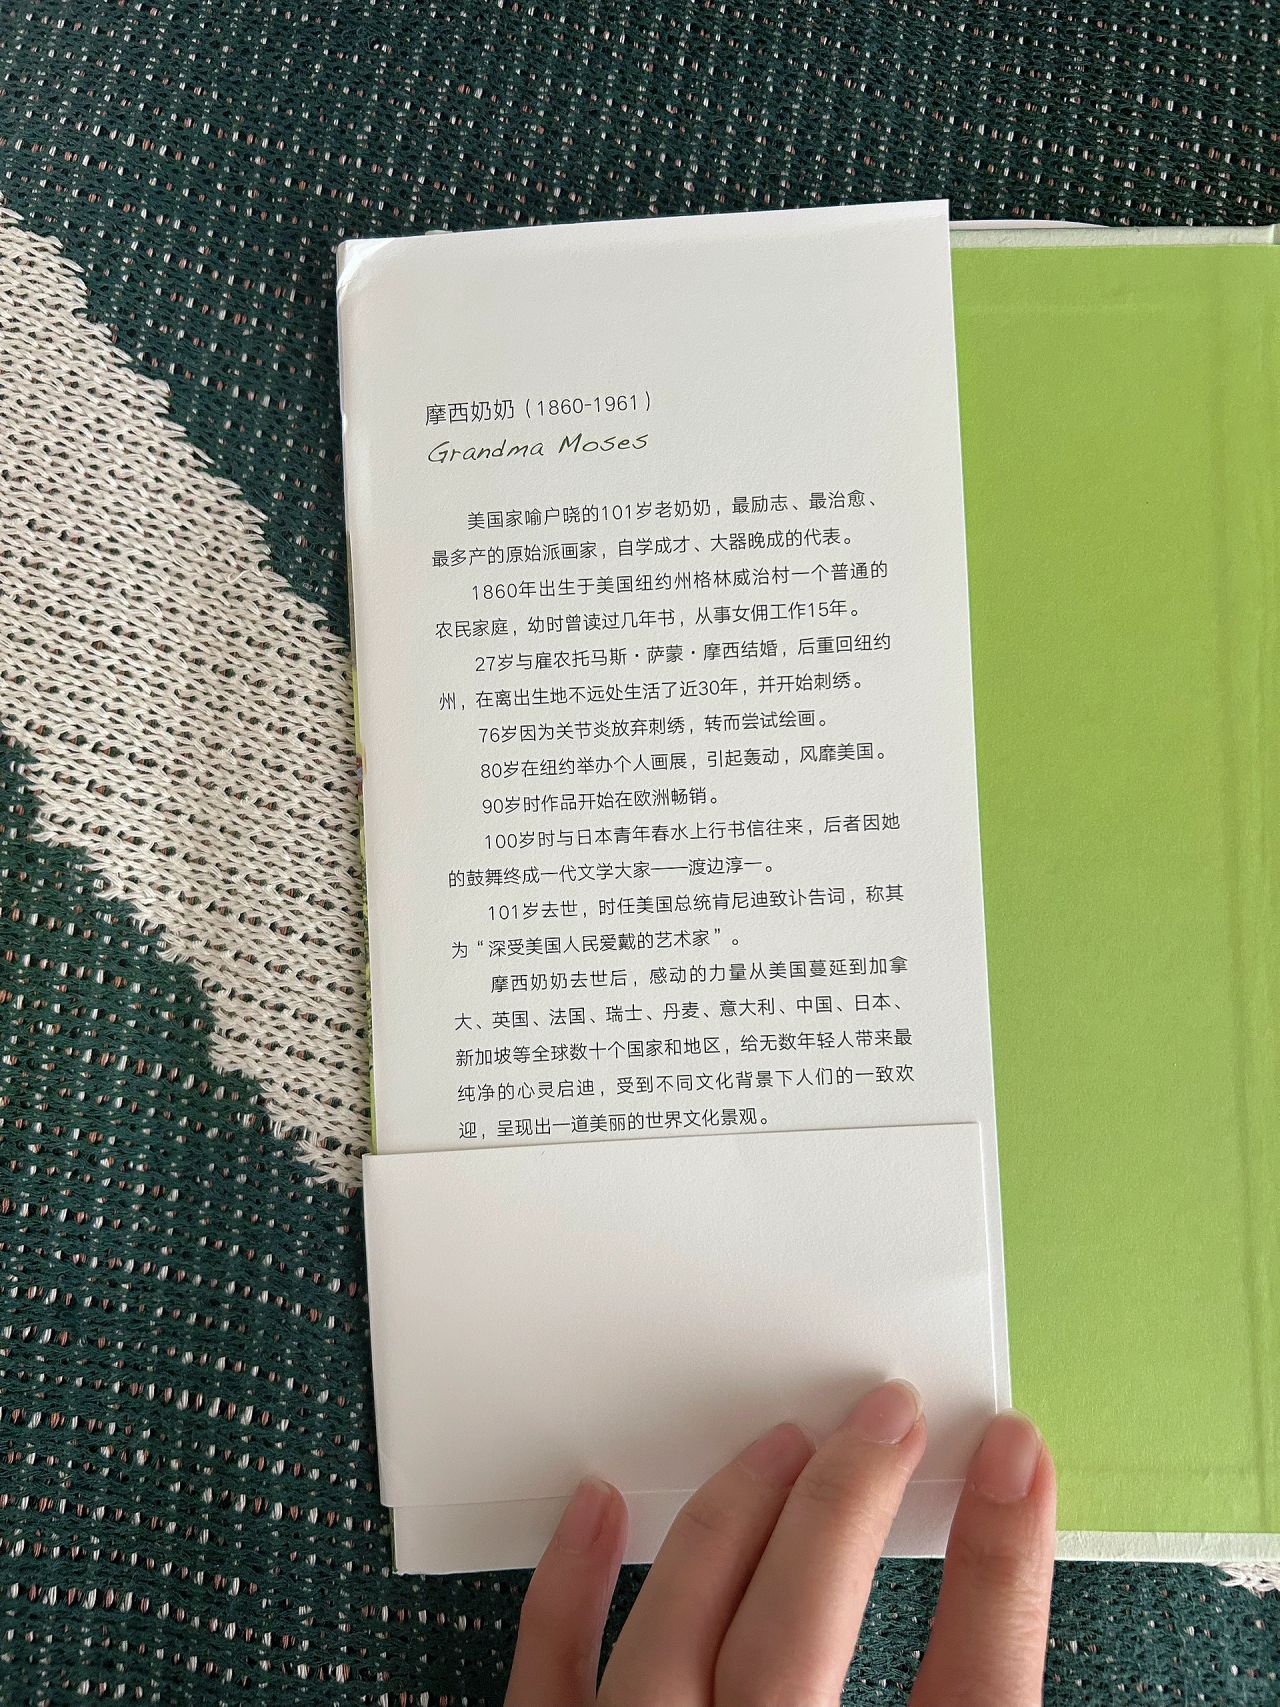 摩西奶奶（1860-1961）
Grandma Moses
美国家喻户晓的101岁老奶奶，最励志、最治愈、
最多产的原始派画家，自学成才、大器晚成的代表。
1860年出生于美国纽约州格林威治村一个普通的
农民家庭，幼时曾读过几年书，从事女佣工作15年。
27岁与雇农托马斯·萨蒙·摩西结婚，后重回纽约
州，在离出生地不远处生活了近30年，并开始刺绣。
76岁因为关节炎放弃刺绣，转而尝试绘画。
80岁在纽约举办个人画展，引起轰动，风靡美国。
90岁时作品开始在欧洲畅销。
100岁时与日本青年春水上行书信往来，后者因她
的鼓舞终成一代文学大家——渡边淳一。
101岁去世，时任美国总统肯尼迪致讣告词，称其
为“深受美国人民爱戴的艺术家”。
摩西奶奶去世后，感动的力量从美国蔓延到加拿
大、英国、法国、瑞士、丹麦、意大利、中国、日本、
新加坡等全球数十个国家和地区，给无数年轻人带来最
纯净的心灵启迪，受到不同文化背景下人们的一致欢
迎，呈现出一道美丽的世界文化景观。